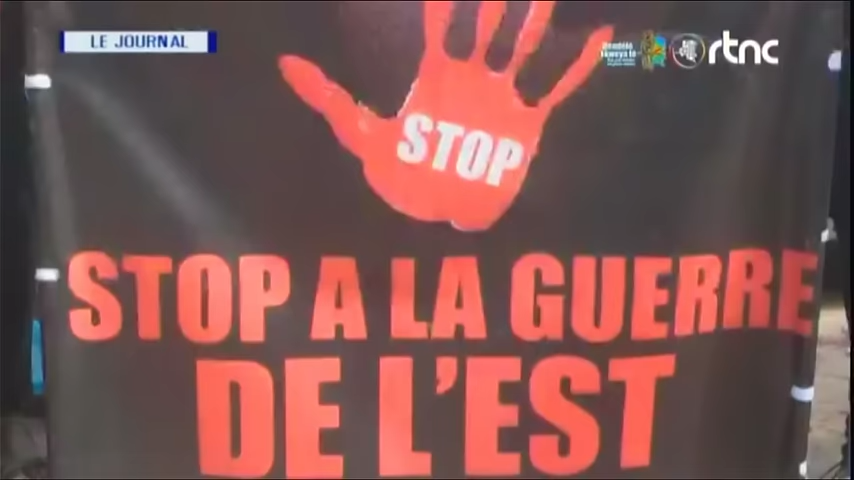 LE JOURNAL
rtnc
STOP
STOP A LA GUERRE
DE L'EST